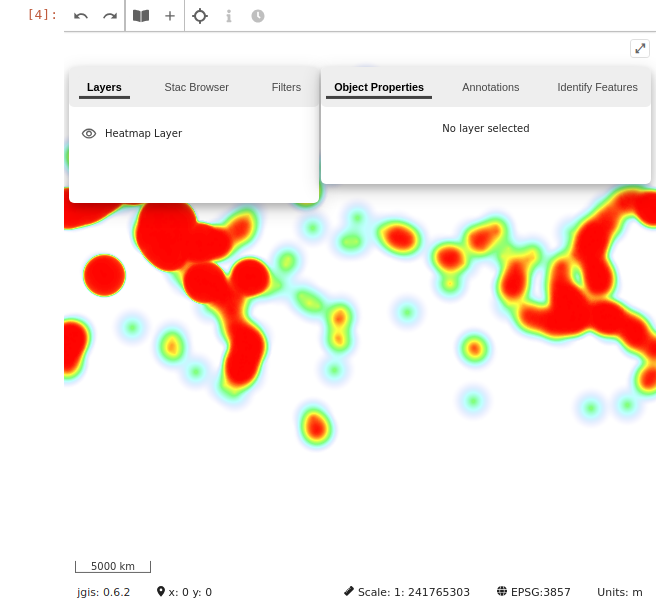 [4]:
Layers Stac Browser Filters
Object Properties Annotations Identify Features
Heatmap Layer
No layer selected
5000 km
jgis: 0.6.2 x: 0 y: 0 Scale: 1: 241765303 EPSG:3857 Units: m